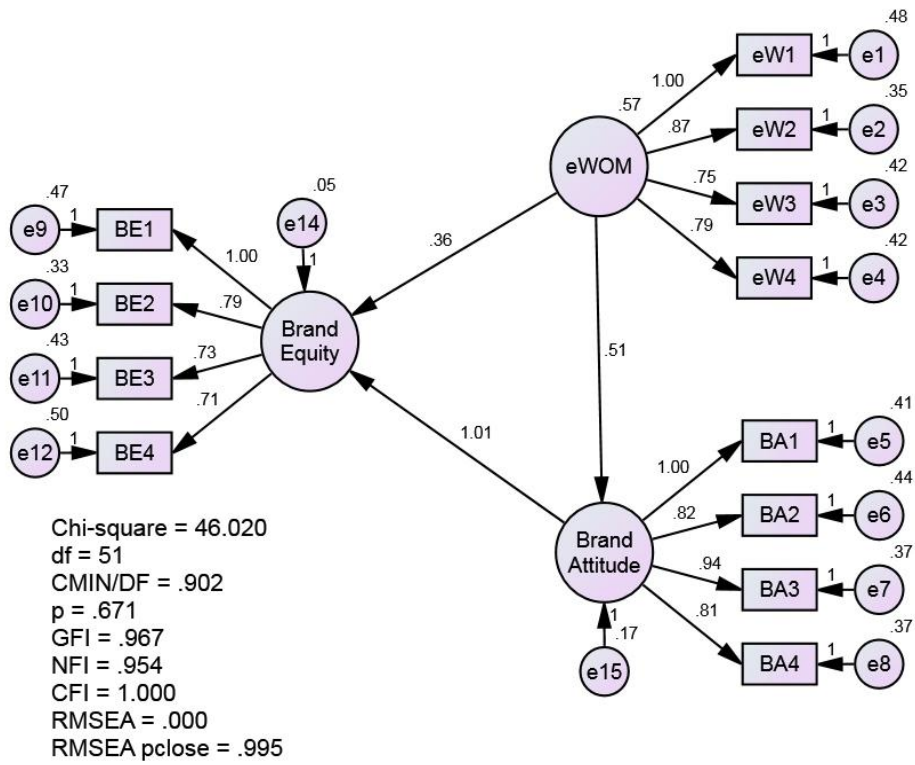 .48
eW1
1
e1
1.00
.57
.35
.87
eW2
1
e2
eWOM
.42
.75
eW3
1
e3
.79
.42
eW4
1
e4
.47
e9
1
BE1
.05
e14
1
1.00
.36
.33
e10
1
BE2
.79
Brand
Equity
.43
e11
1
BE3
.73
.71
.50
e12
1
BE4
.51
1.01
.41
BA1
1
e5
1.00
.44
.82
BA2
1
e6
Brand
Attitude
.37
.94
BA3
1
e7
.81
.37
BA4
1
e8
1
.17
e15
Chi-square = 46.020
df = 51
CMIN/DF = .902
p = .671
GFI = .967
NFI = .954
CFI = 1.000
RMSEA = .000
RMSEA pclose = .995